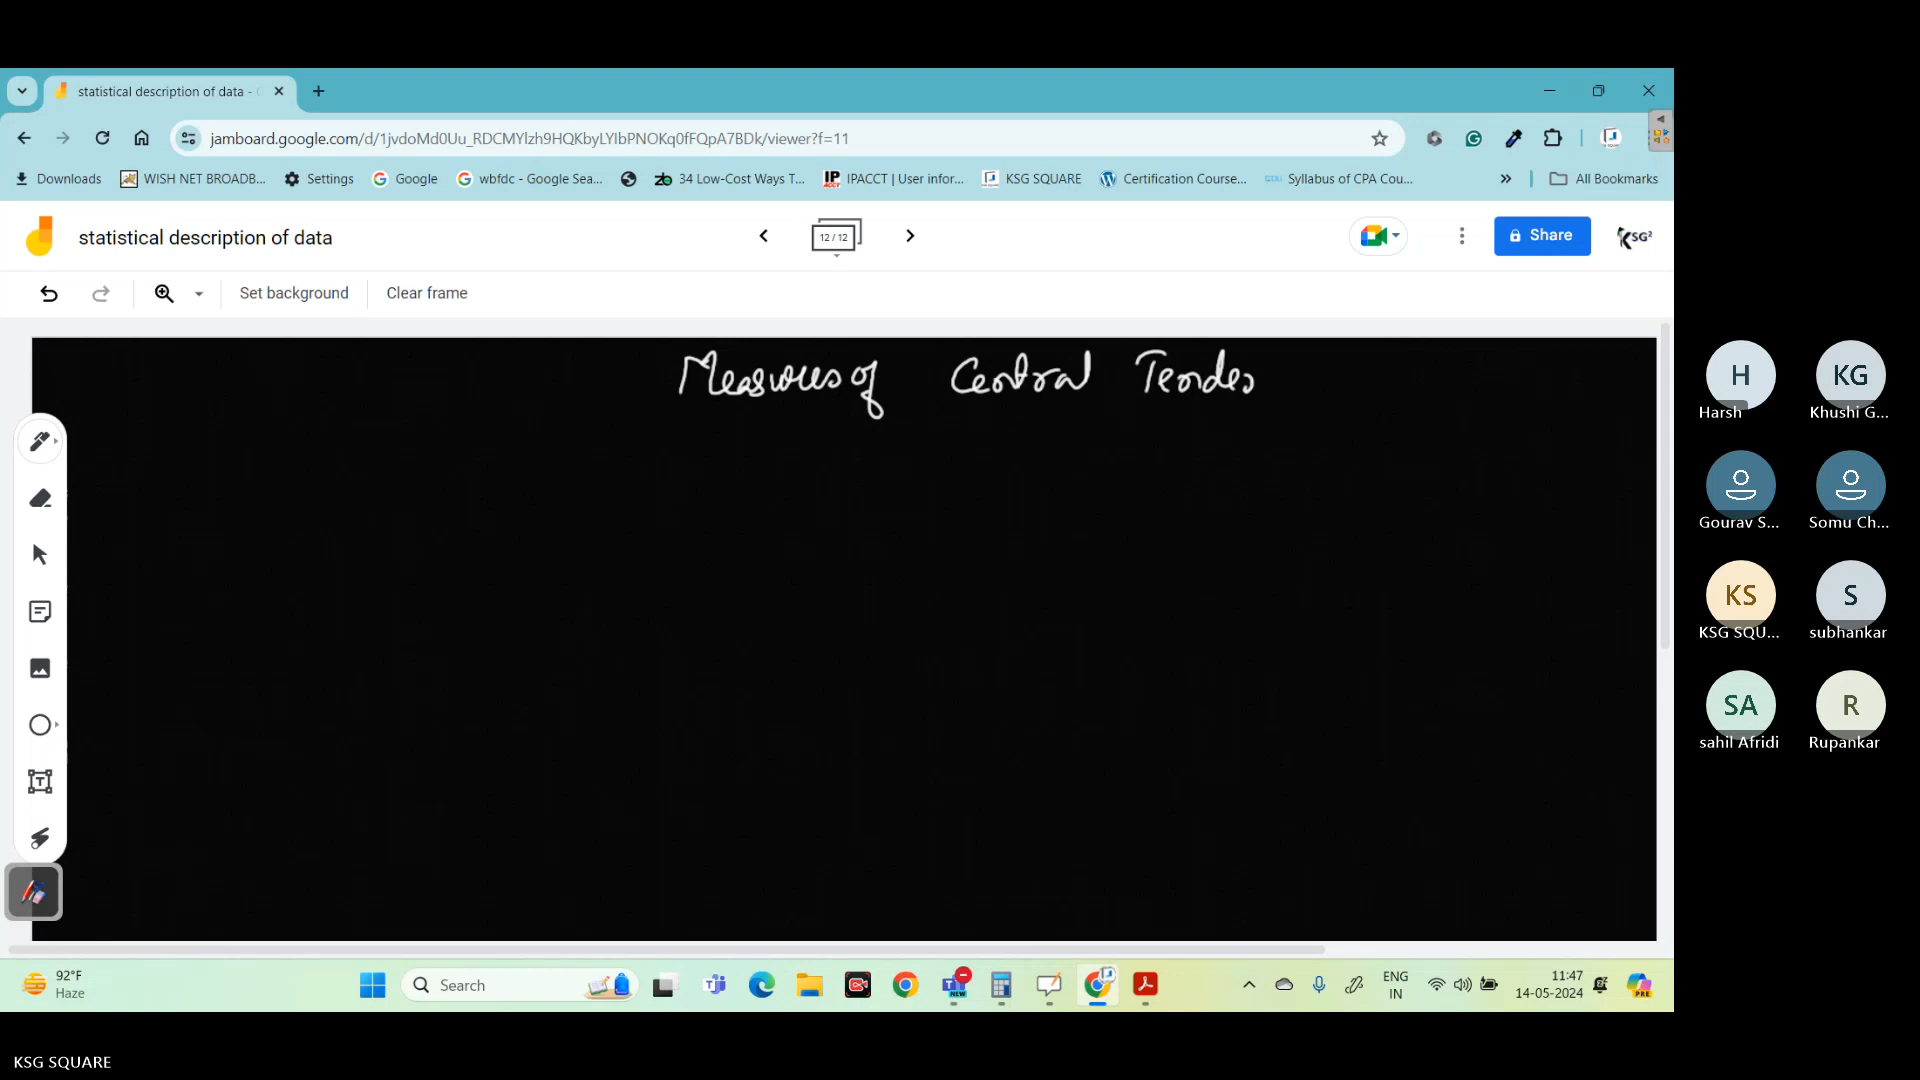 statistical description of data -
jamboard.google.com/d/1jvdoMd0Uu_RDCMYlzh9HQKbyLYlbPNOKq0fFQpA7BDk/viewer?f=11
Downloads WISH NET BROADB... Settings Google wbfdc - Google Sea... 34 Low-Cost Ways T... IPACCT | User infor... KSG SQUARE Certification Course... Syllabus of CPA Cou... » All Bookmarks
statistical description of data 12 / 12 Share KSG²
Set background Clear frame
Measures of Central Tendes
H KG
Harsh Khushi G...
Gourav S... Somu Ch...
KS S
KSG SQU... subhankar
SA R
sahil Afridi Rupankar
92°F
Haze
Search
NEW
ENG
IN
11:47
14-05-2024
PRE
KSG SQUARE